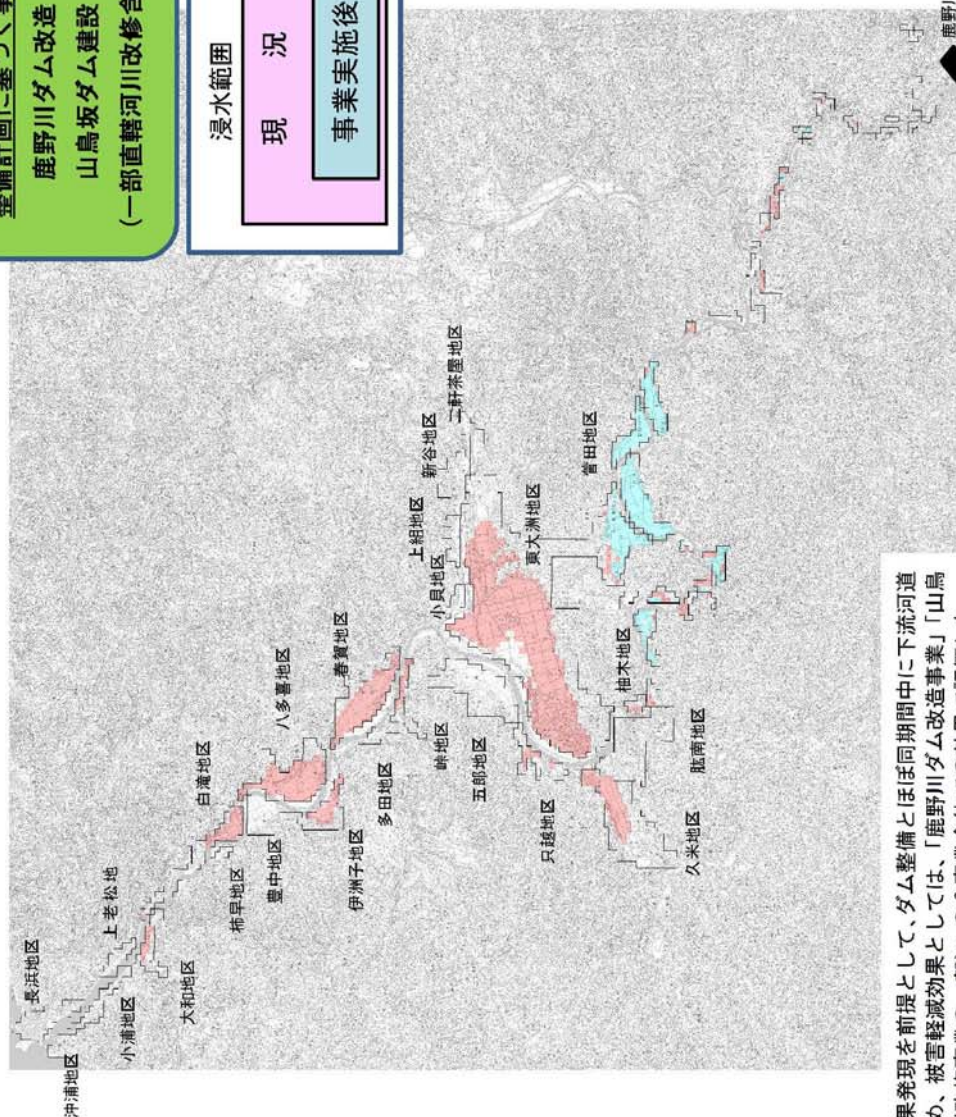 整備計画に基づく事
鹿野川ダム改造
山鳥坂ダム建設
(一部直轄河川改修含
浸水範囲
現　況
事業実施後
長浜地区
沖浦地区
上老松地
小浦地区
大和地区
白滝地区
柿早地区
豊中地区
八多喜地区
伊洲子地区
春賀地区
多田地区
峠地区
五郎地区
小貝地区
上組地区
新谷地区
二軒茶屋地区
東大洲地区
只越地区
久米地区
肱南地区
柚木地区
菅田地区
鹿野川
果発現を前提として、ダム整備とほぼ同期間中に下流河道
め、被害軽減効果としては、「鹿野川ダム改造事業」「山鳥